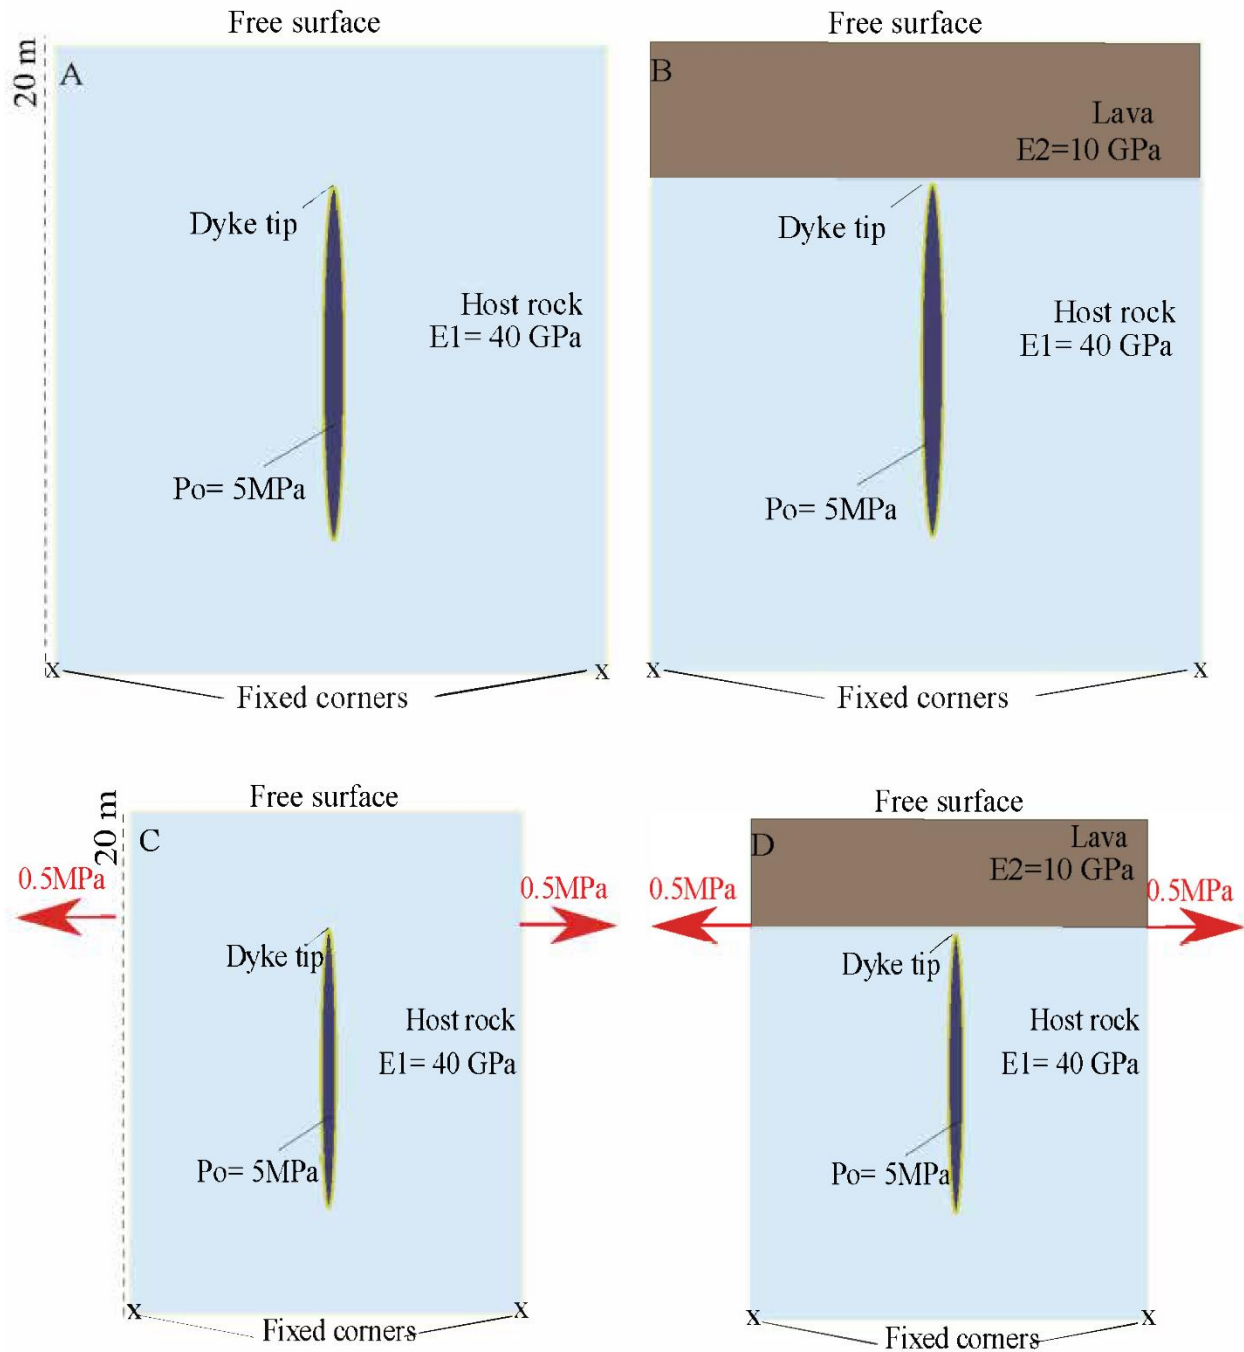 Free surface
20 m
A
Dyke tip
Host rock
E1= 40 GPa
Po= 5MPa
x
x
Fixed corners
Free surface
B
Lava
E2=10 GPa
Dyke tip
Host rock
E1= 40 GPa
Po= 5MPa
x
x
Fixed corners
Free surface
20 m
C
0.5MPa
0.5MPa
Dyke tip
Host rock
E1= 40 GPa
Po= 5MPa
x
x
Fixed corners
Free surface
D
Lava
E2=10 GPa
0.5MPa
0.5MPa
Dyke tip
Host rock
E1= 40 GPa
Po= 5MPa
x
x
Fixed corners